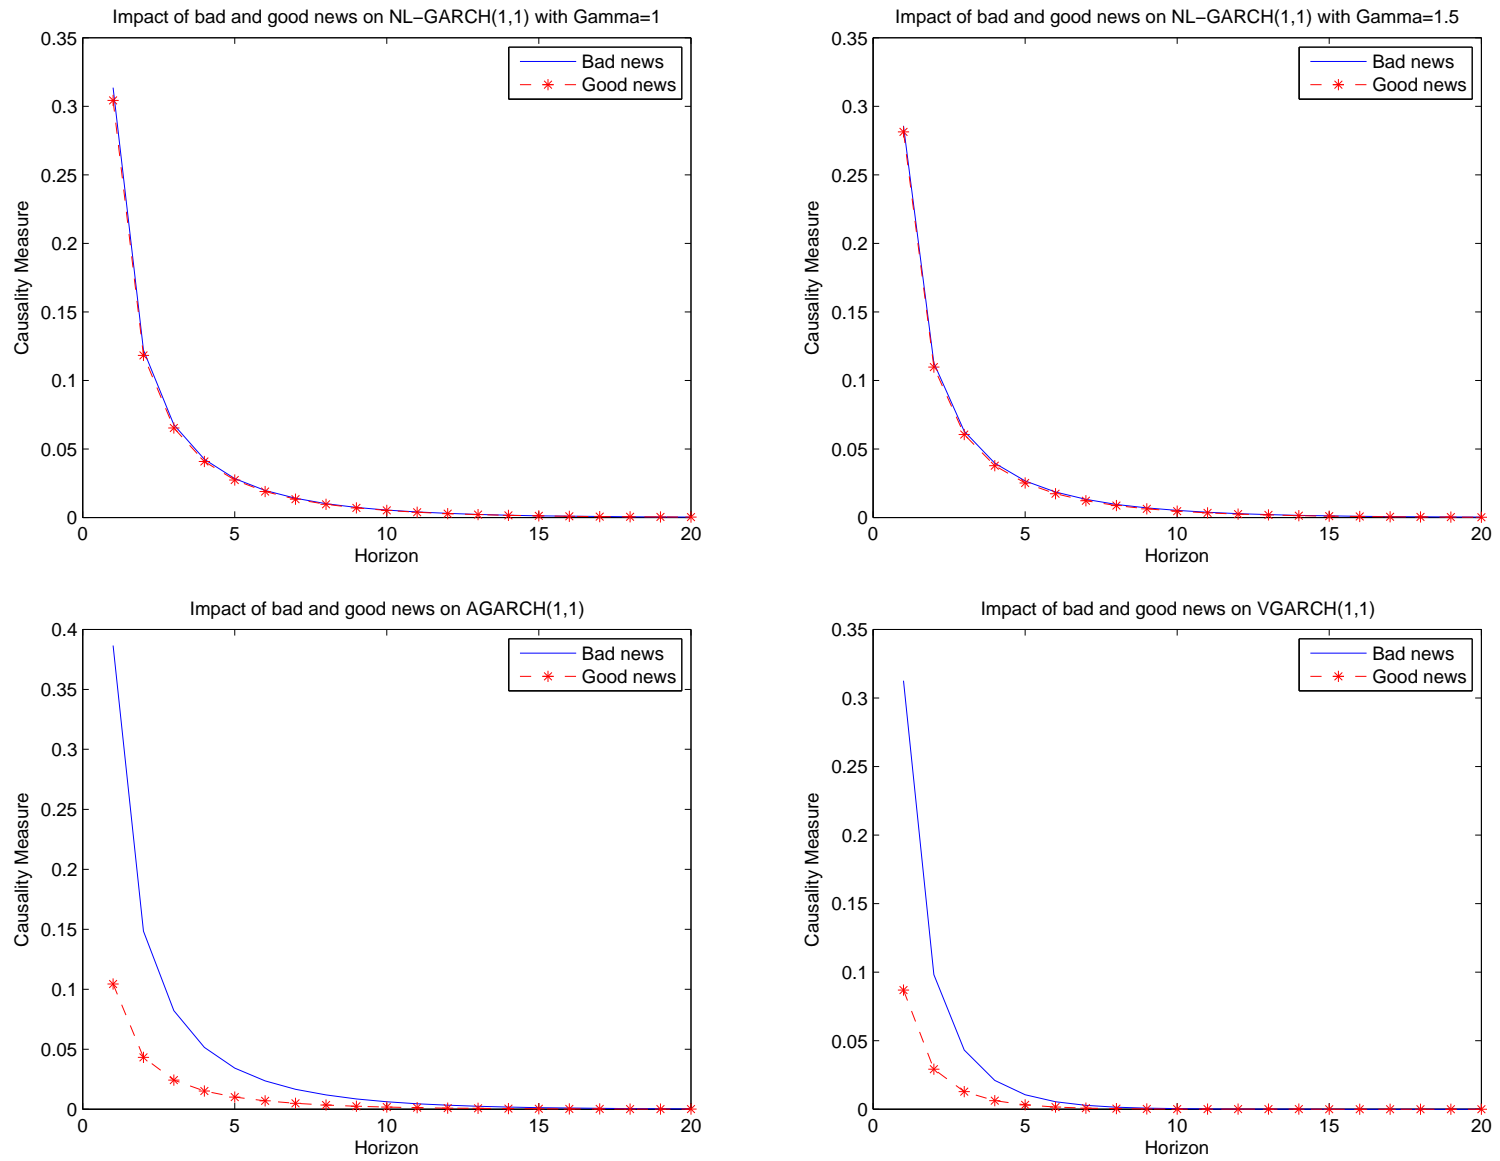 Impact of bad and good news on NL−GARCH(1,1) with Gamma=1
0.35
0.3
0.25
0.2
0.15
0.1
0.05
0
Causality Measure
Bad news
Good news
0 5 10 15 20
Horizon
Impact of bad and good news on NL−GARCH(1,1) with Gamma=1.5
0.35
0.3
0.25
0.2
0.15
0.1
0.05
0
Causality Measure
Bad news
Good news
0 5 10 15 20
Horizon
Impact of bad and good news on AGARCH(1,1)
0.4
0.35
0.3
0.25
0.2
0.15
0.1
0.05
0
Causality Measure
Bad news
Good news
0 5 10 15 20
Horizon
Impact of bad and good news on VGARCH(1,1)
0.35
0.3
0.25
0.2
0.15
0.1
0.05
0
Causality Measure
Bad news
Good news
0 5 10 15 20
Horizon